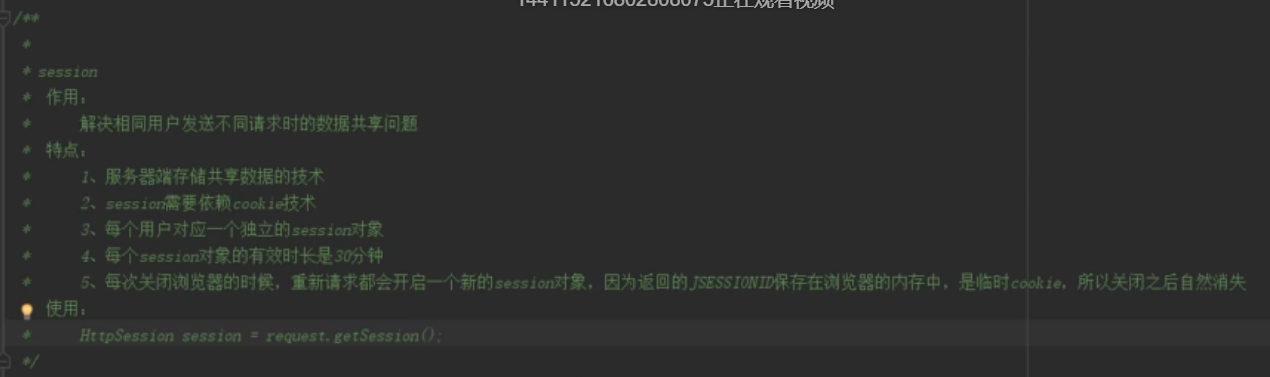 1441152168028080 75正在观看视频
/**
*
* session
* 作用：
* 解决相同用户发送不同请求时的数据共享问题
* 特点：
* 1、服务器端存储共享数据的技术
* 2、session需要依赖cookie技术
* 3、每个用户对应一个独立的session对象
* 4、每个session对象的有效时长是30分钟
* 5、每次关闭浏览器的时候，重新请求都会开启一个新的session对象，因为返回的JSESSIONID保存在浏览器的内存中，是临时cookie，所以关闭之后自然消失
使用：
* HttpSession session = request.getSession();
*/